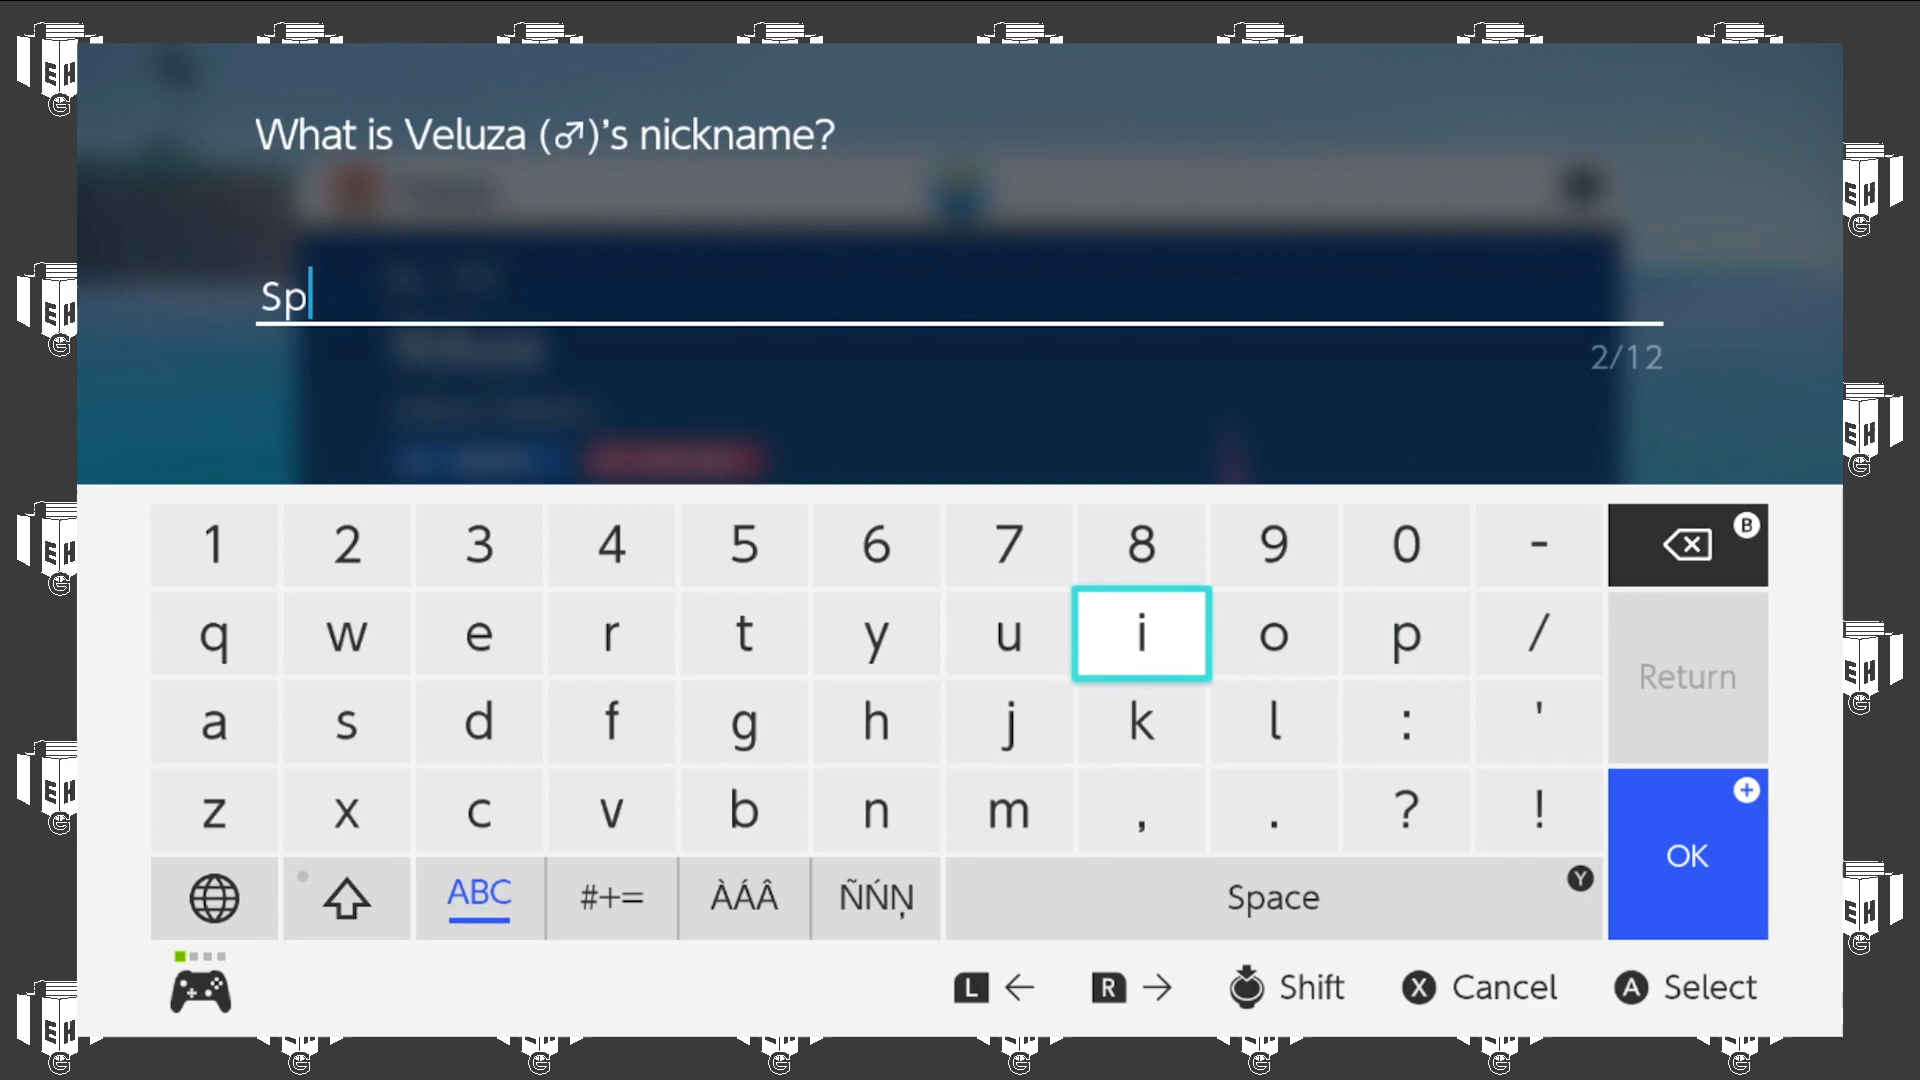 What is Veluza (♂)'s nickname?
Sp
2/12
1 2 3 4 5 6 7 8 9 0 -
B
q w e r t y u i o p /
Return
a s d f g h j k l : '
z x c v b n m , . ? !
OK
ABC #+= ÀÁÂ ÑŃŅ Space Y
L ← R → Shift X Cancel A Select
EH
G